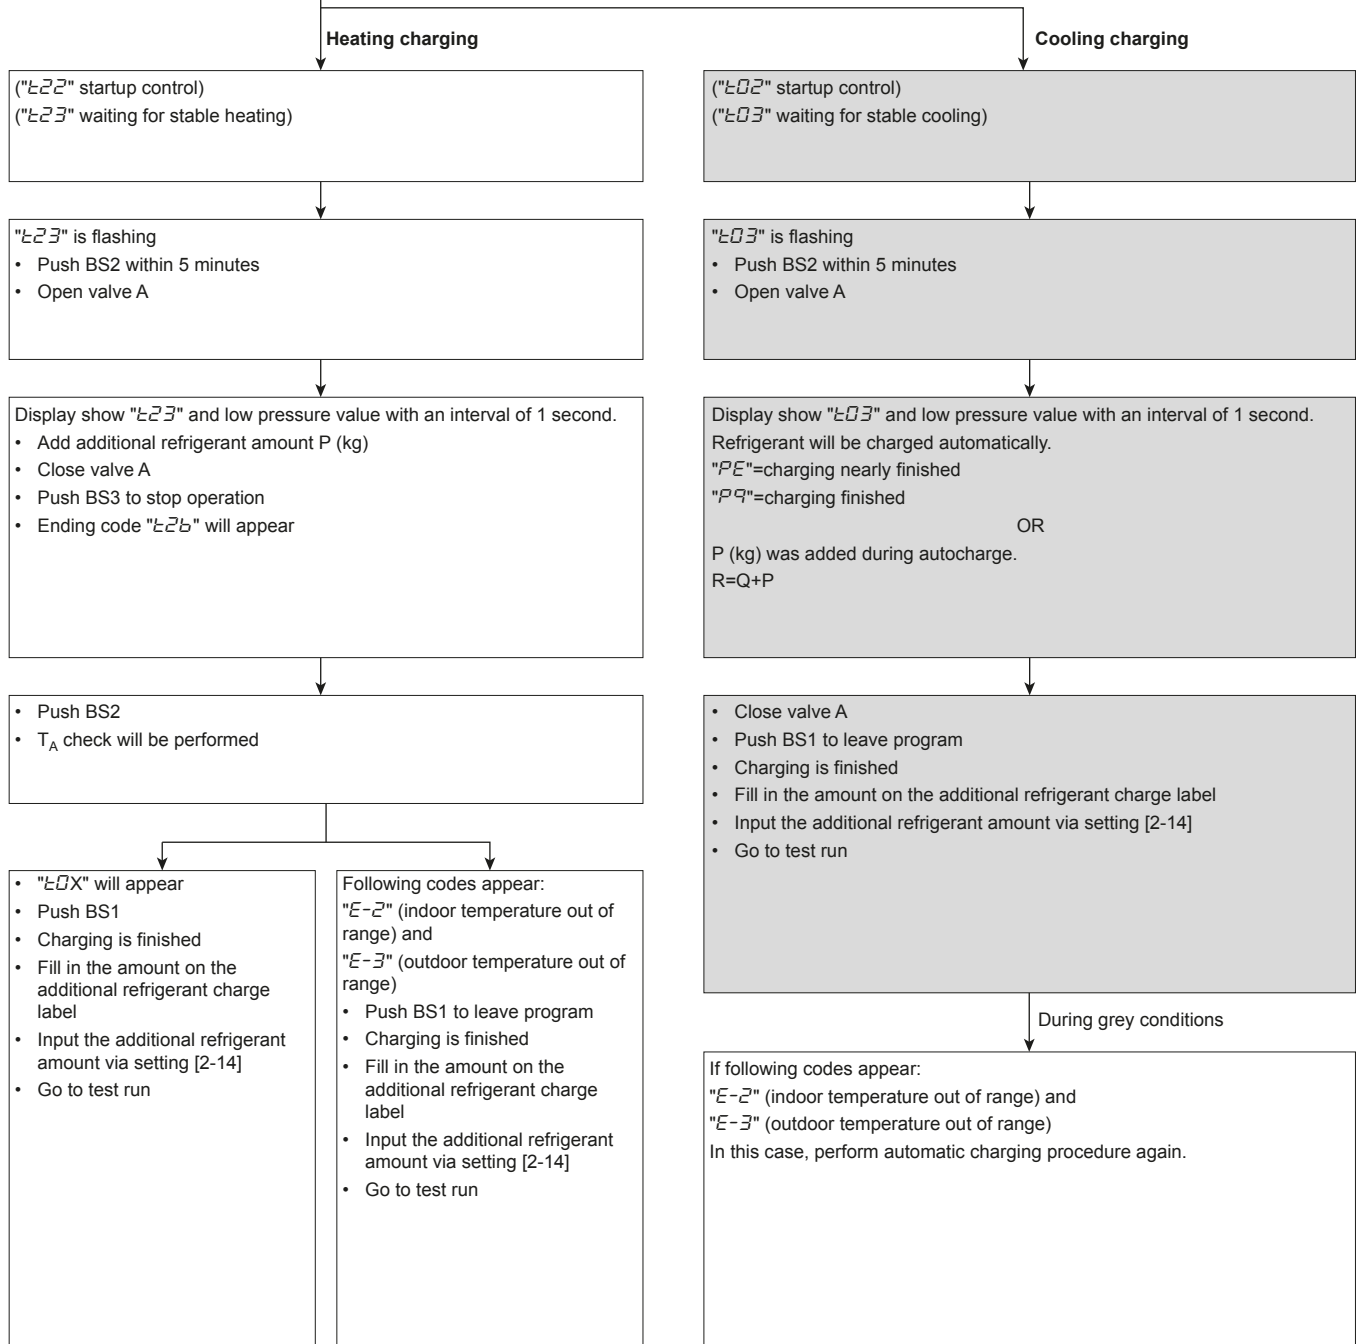 Heating charging
("t22" startup control)
("t23" waiting for stable heating)
"t23" is flashing
• Push BS2 within 5 minutes
• Open valve A
Display show "t23" and low pressure value with an interval of 1 second.
• Add additional refrigerant amount P (kg)
• Close valve A
• Push BS3 to stop operation
• Ending code "t26" will appear
• Push BS2
• TA check will be performed
• "t0X" will appear
• Push BS1
• Charging is finished
• Fill in the amount on the
additional refrigerant charge
label
• Input the additional refrigerant
amount via setting [2-14]
• Go to test run
Following codes appear:
"E-2" (indoor temperature out of
range) and
"E-3" (outdoor temperature out of
range)
• Push BS1 to leave program
• Charging is finished
• Fill in the amount on the
additional refrigerant charge
label
• Input the additional refrigerant
amount via setting [2-14]
• Go to test run
Cooling charging
("t02" startup control)
("t03" waiting for stable cooling)
"t03" is flashing
• Push BS2 within 5 minutes
• Open valve A
Display show "t03" and low pressure value with an interval of 1 second.
Refrigerant will be charged automatically.
"PE"=charging nearly finished
"P9"=charging finished
OR
P (kg) was added during autocharge.
R=Q+P
• Close valve A
• Push BS1 to leave program
• Charging is finished
• Fill in the amount on the additional refrigerant charge label
• Input the additional refrigerant amount via setting [2-14]
• Go to test run
During grey conditions
If following codes appear:
"E-2" (indoor temperature out of range) and
"E-3" (outdoor temperature out of range)
In this case, perform automatic charging procedure again.